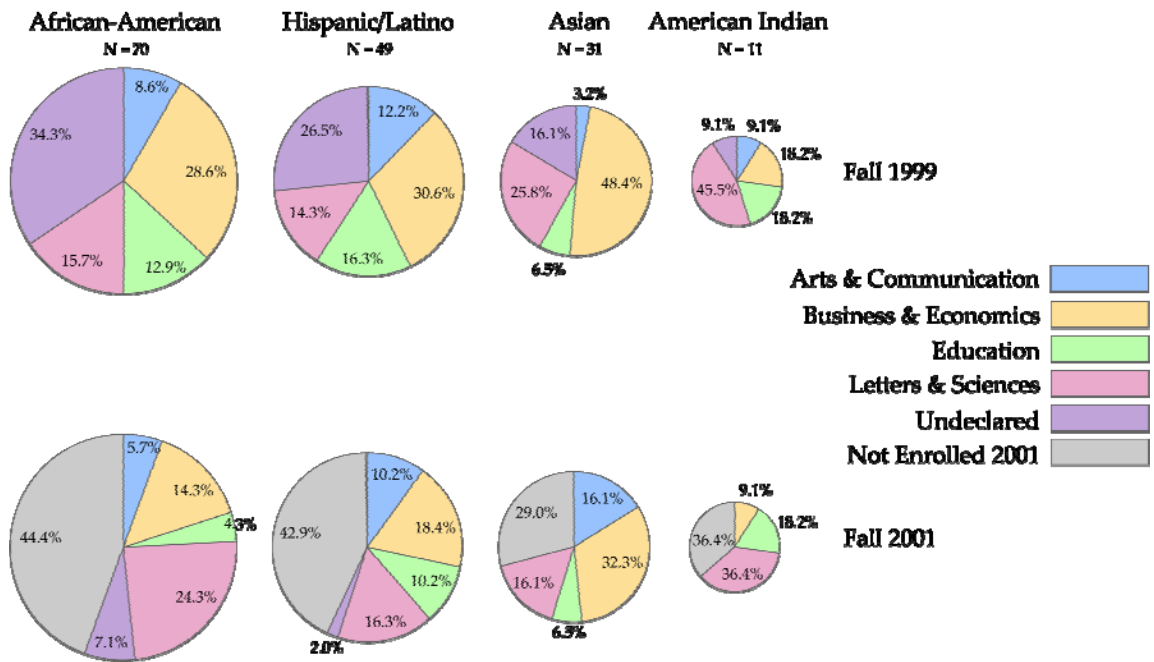 African-American
N = 70
Hispanic/Latino
N = 49
Asian
N = 31
American Indian
N = 11
8.6%
28.6%
12.9%
15.7%
34.3%
12.2%
30.6%
16.3%
14.3%
26.5%
3.2%
48.4%
6.5%
25.8%
16.1%
9.1%
18.2%
18.2%
45.5%
9.1%
Fall 1999
Arts & Communication
Business & Economics
Education
Letters & Sciences
Undeclared
Not Enrolled 2001
5.7%
14.3%
4.3%
24.3%
7.1%
44.4%
10.2%
18.4%
10.2%
16.3%
2.0%
42.9%
16.1%
32.3%
6.5%
16.1%
29.0%
9.1%
18.2%
36.4%
36.4%
Fall 2001